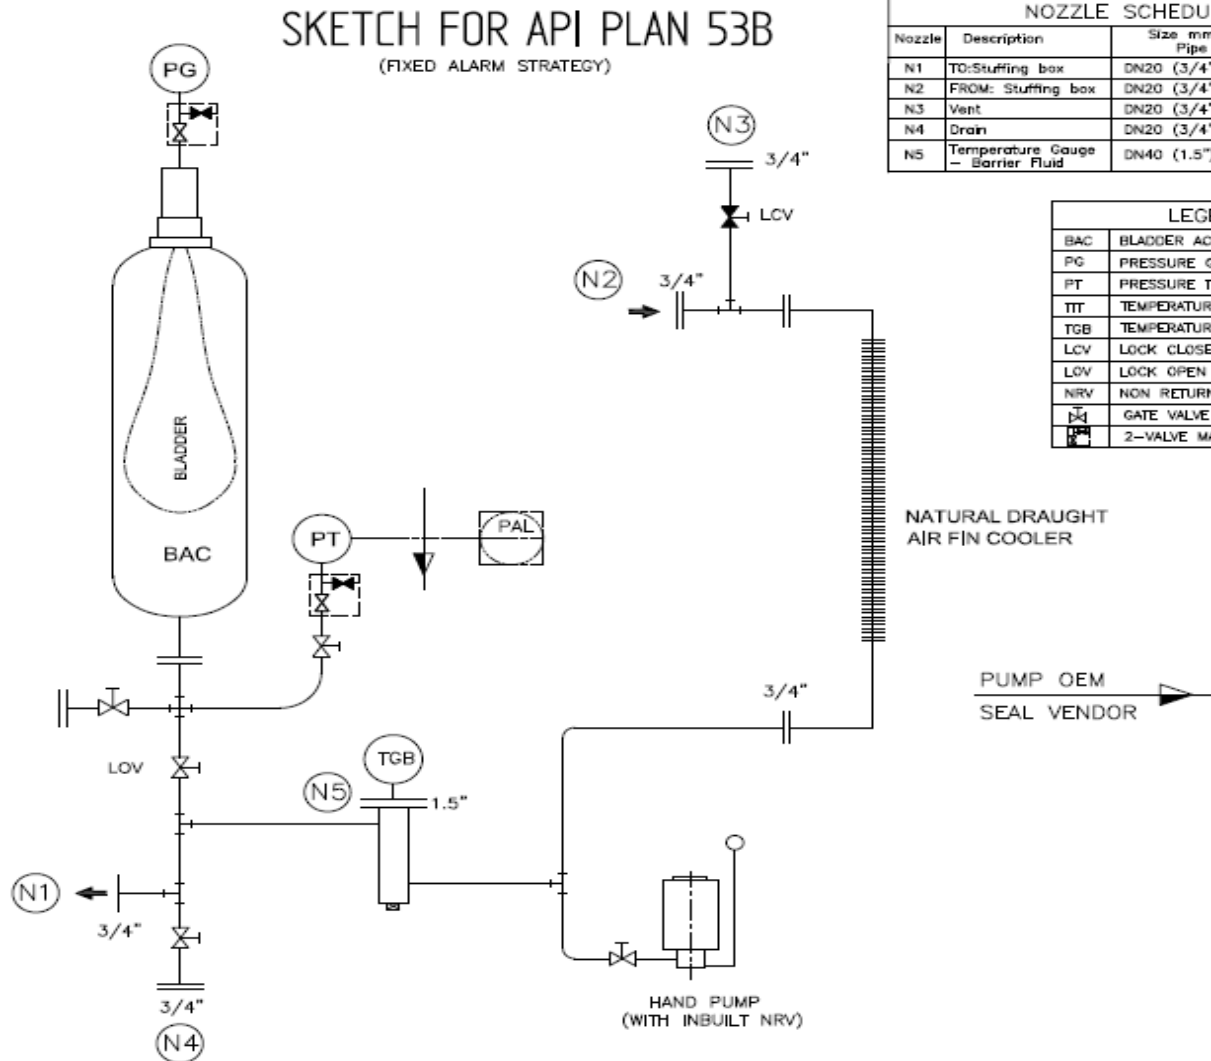 SKETCH FOR API PLAN 53B
(FIXED ALARM STRATEGY)
NOZZLE SCHEDU
Nozzle Description Size mm
Pipe
N1 TO:Stuffing box DN20 (3/4"
N2 FROM: Stuffing box DN20 (3/4"
N3 Vent DN20 (3/4"
N4 Drain DN20 (3/4"
N5 Temperature Gauge
– Barrier Fluid DN40 (1.5"
LEGE
BAC BLADDER AC
PG PRESSURE G
PT PRESSURE T
TIT TEMPERATUR
TGB TEMPERATUR
LCV LOCK CLOSE
LOV LOCK OPEN
NRV NON RETURN
GATE VALVE
2–VALVE MA
PG
N3
3/4"
LCV
N2
3/4"
BLADDER
BAC
PT
PAL
NATURAL DRAUGHT
AIR FIN COOLER
3/4"
PUMP OEM
SEAL VENDOR
LOV
TGB
N5
1.5"
N1
3/4"
3/4"
N4
HAND PUMP
(WITH INBUILT NRV)